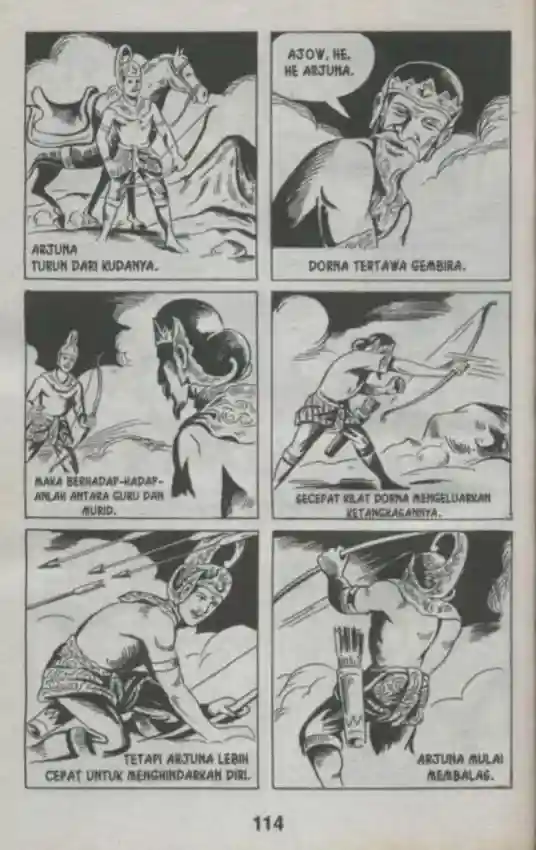 ARJUNA
TURUN DARI KUDANYA.
AJOW, HE,
HE ARJUNA.
DORNA TERTAWA GEMBIRA.
MAKA BERHADAP-HADAP-
ANLAH ANTARA GURU DAN
MURID.
SECEPAT KILAT DORNA MENGELUARKAN
KETANGKASANNYA.
TETAPI ARJUNA LEBIH
CEPAT UNTUK MENGHINDARKAN DIRI.
ARJUNA MULAI
MEMBALAS.
114